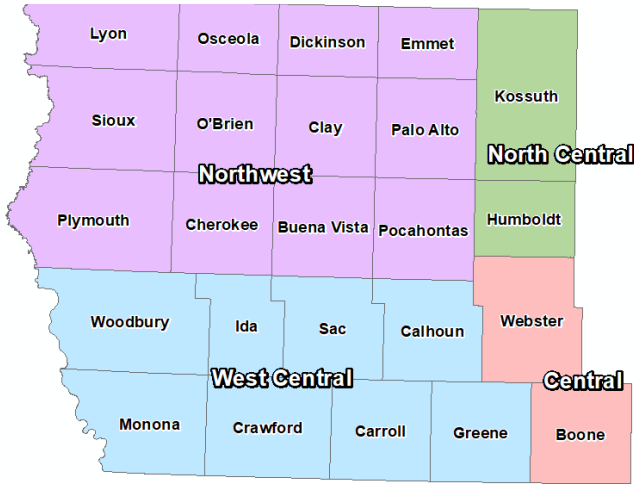 Lyon
Osceola
Dickinson
Emmet
Kossuth
Sioux
O'Brien
Clay
Palo Alto
North Central
Northwest
Plymouth
Cherokee
Buena Vista
Pocahontas
Humboldt
Woodbury
Ida
Sac
Calhoun
Webster
West Central
Central
Monona
Crawford
Carroll
Greene
Boone